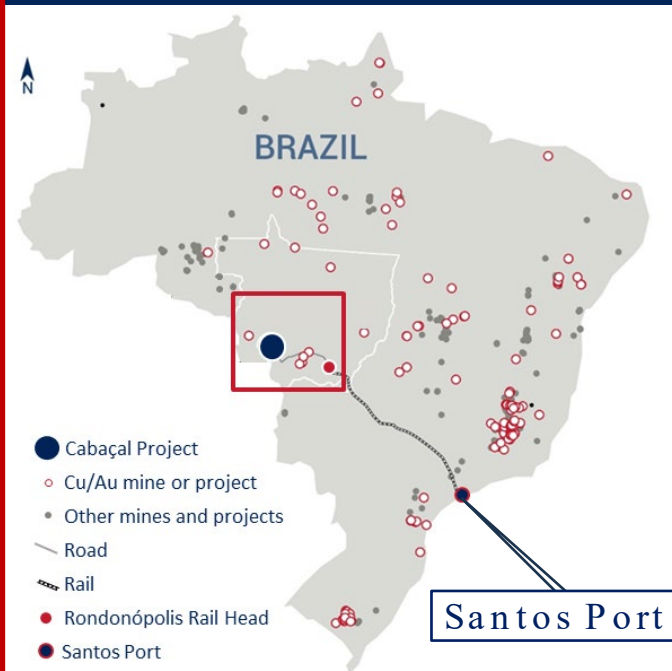 N
BRAZIL
Cabaçal Project
Cu/Au mine or project
Other mines and projects
Road
Rail
Rondonópolis Rail Head
Santos Port
Santos Port